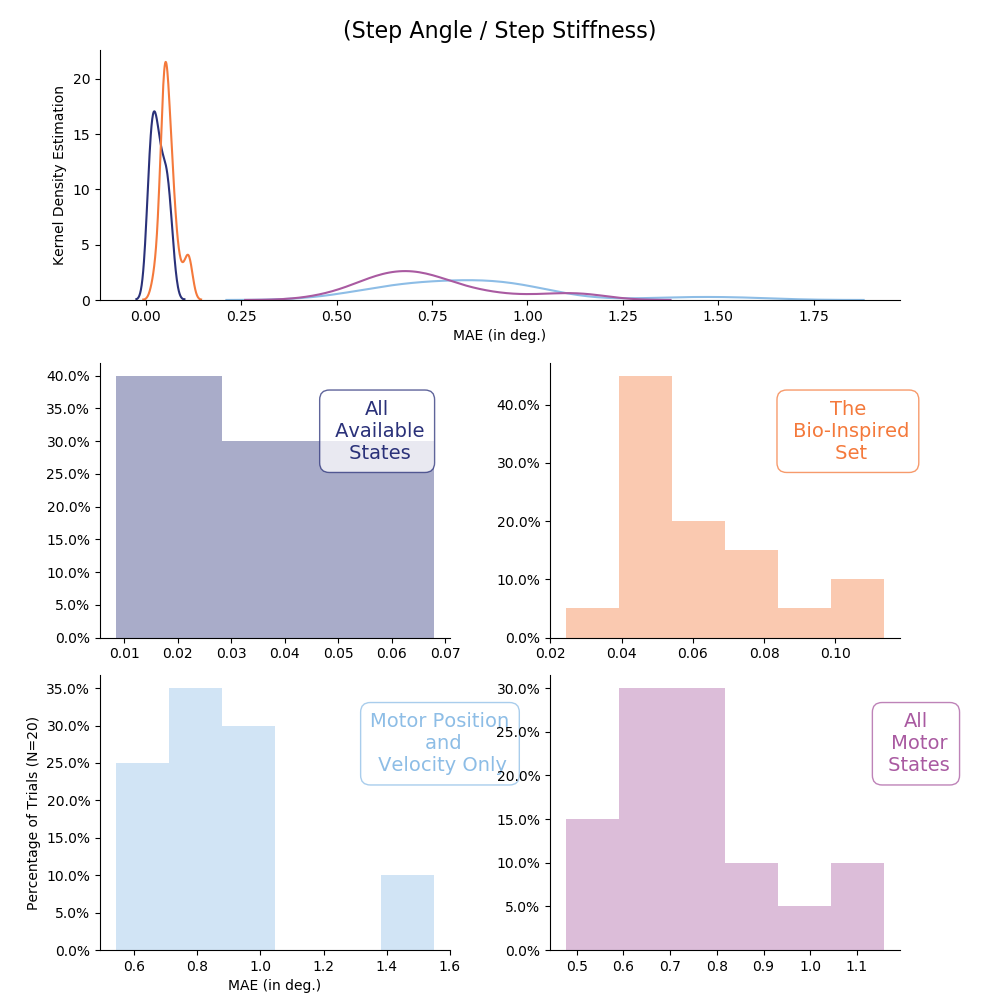 (Step Angle / Step Stiffness)
Kernel Density Estimation
20
15
10
5
0
0.00 0.25 0.50 0.75 1.00 1.25 1.50 1.75
MAE (in deg.)
40.0%
35.0%
30.0%
25.0%
20.0%
15.0%
10.0%
5.0%
0.0%
0.01 0.02 0.03 0.04 0.05 0.06 0.07
All
Available
States
40.0%
30.0%
20.0%
10.0%
0.0%
0.02 0.04 0.06 0.08 0.10
The
Bio-Inspired
Set
Percentage of Trials (N=20)
35.0%
30.0%
25.0%
20.0%
15.0%
10.0%
5.0%
0.0%
0.6 0.8 1.0 1.2 1.4 1.6
MAE (in deg.)
Motor Position
and
Velocity Only
30.0%
25.0%
20.0%
15.0%
10.0%
5.0%
0.0%
0.5 0.6 0.7 0.8 0.9 1.0 1.1
All
Motor
States